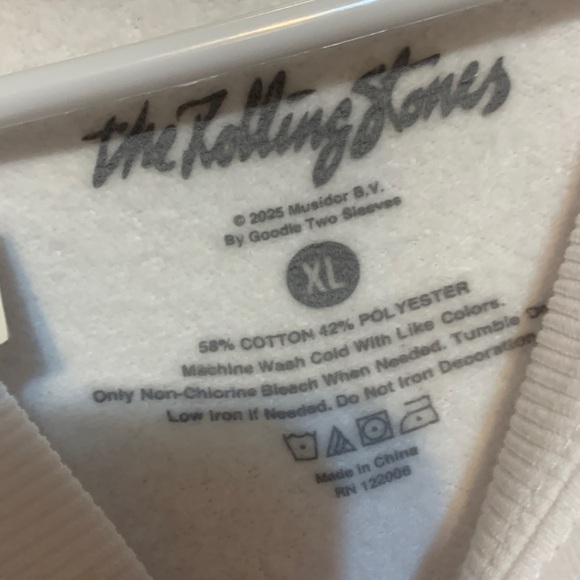 the Rolling Stones
© 2025 Musidor B.V.
By Goodie Two Sleeves
XL
58% COTTON 42% POLYESTER
Machine Wash Cold With Like Colors.
Only Non-Chlorine Bleach When Needed. Tumble
Low Iron If Needed. Do Not Iron Decoration
Made in China
RN 122006